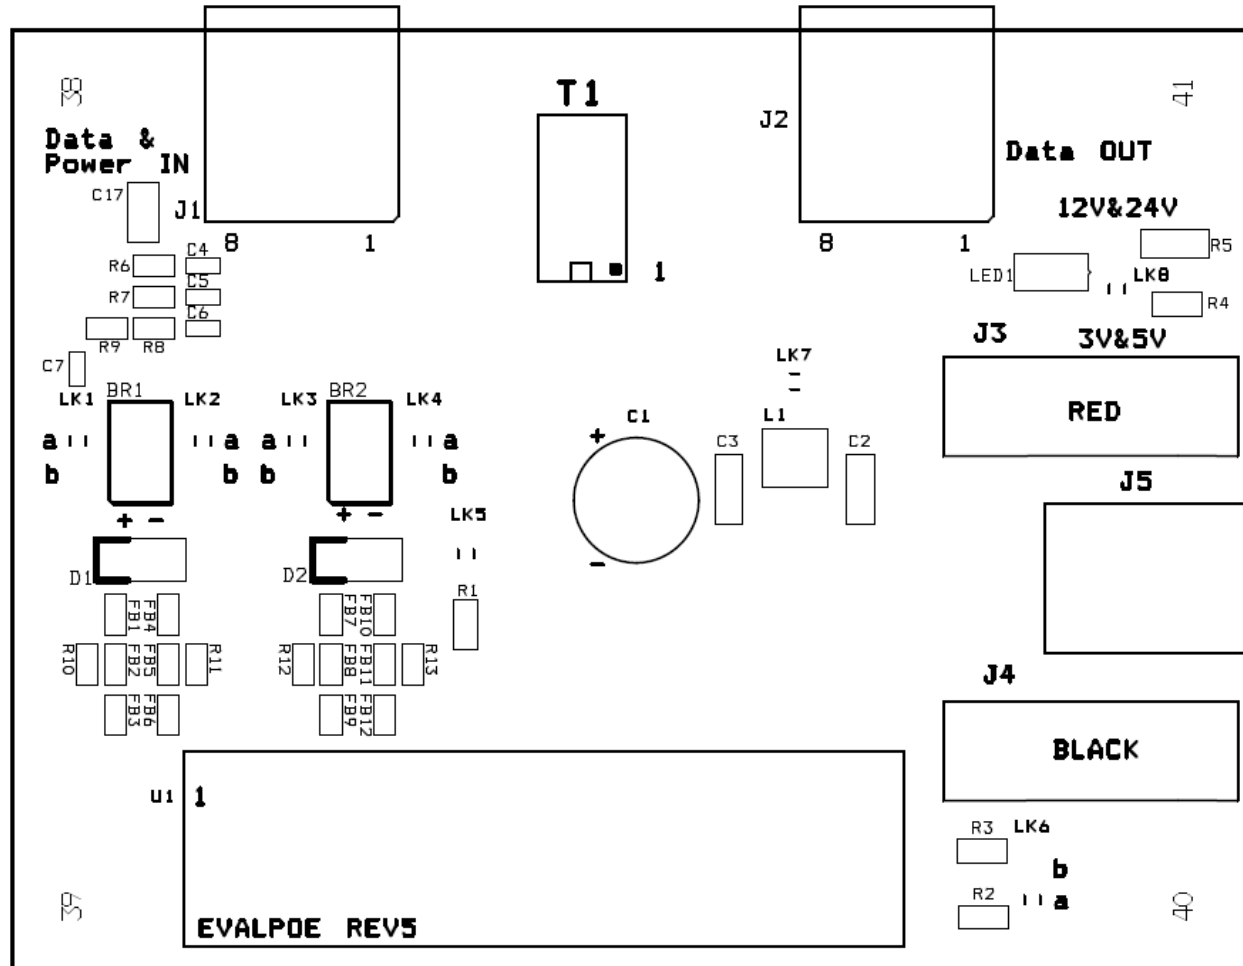 38
41
T1
J2
Data &
Power IN
Data OUT
C17
J1
12V&24V
8
1
8
1
R5
R6
C4
1
LED1
LK8
R7
C5
R4
C6
R9
R8
J3
3V&5V
C7
LK7
LK1
BR1
LK2
LK3
BR2
LK4
C1
L1
RED
a
a
a
a
+
C3
C2
b
b
b
b
J5
+ -
+ -
LK5
D1
D2
-
R1
FB1
FB4
FB7
FB10
R10
FB2
FB5
R11
R12
FB8
FB11
R13
J4
FB3
FB6
FB9
FB12
BLACK
U1
1
R3
LK6
b
39
R2
a
40
EVALPOE REV5